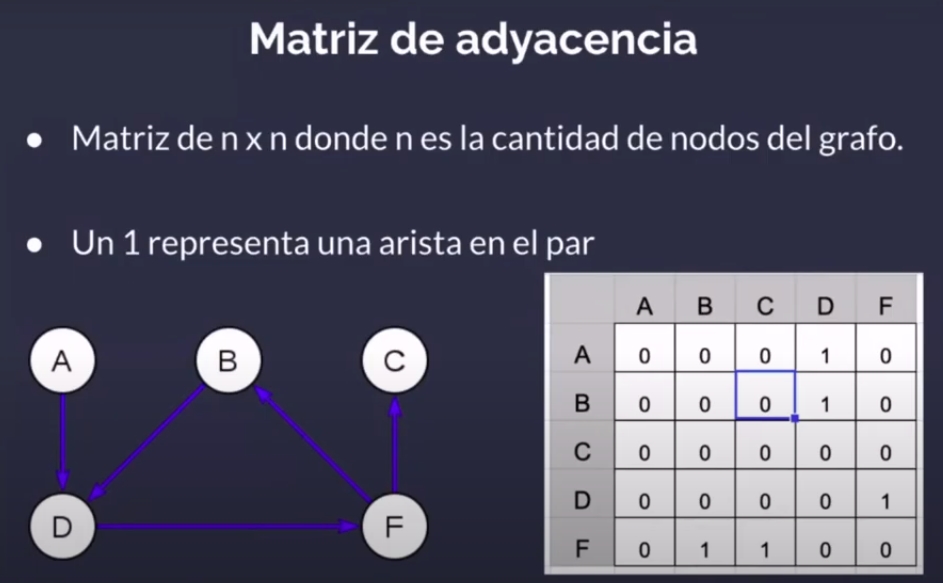 Matriz de adyacencia
● Matriz de n x n donde n es la cantidad de nodos del grafo.
● Un 1 representa una arista en el par
A B C
D F
A B C D F
A 0 0 0 1 0
B 0 0 0 1 0
C 0 0 0 0 0
D 0 0 0 0 1
F 0 1 1 0 0